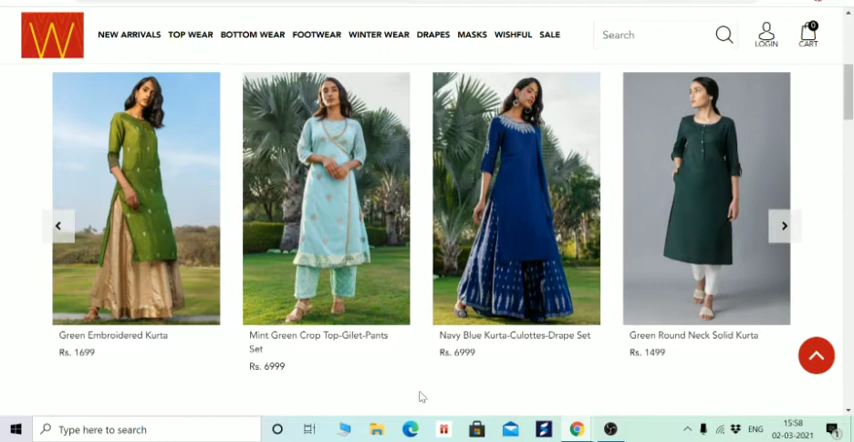 W
NEW ARRIVALS TOP WEAR BOTTOM WEAR FOOTWEAR WINTER WEAR DRAPES MASKS WISHFUL SALE
Search
LOGIN
0
CART
Green Embroidered Kurta
Rs. 1699
Mint Green Crop Top-Gilet-Pants
Set
Rs. 6999
Navy Blue Kurta-Culottes-Drape Set
Rs. 6999
Green Round Neck Solid Kurta
Rs. 1499
Type here to search
ENG
15:58
02-03-2021
1